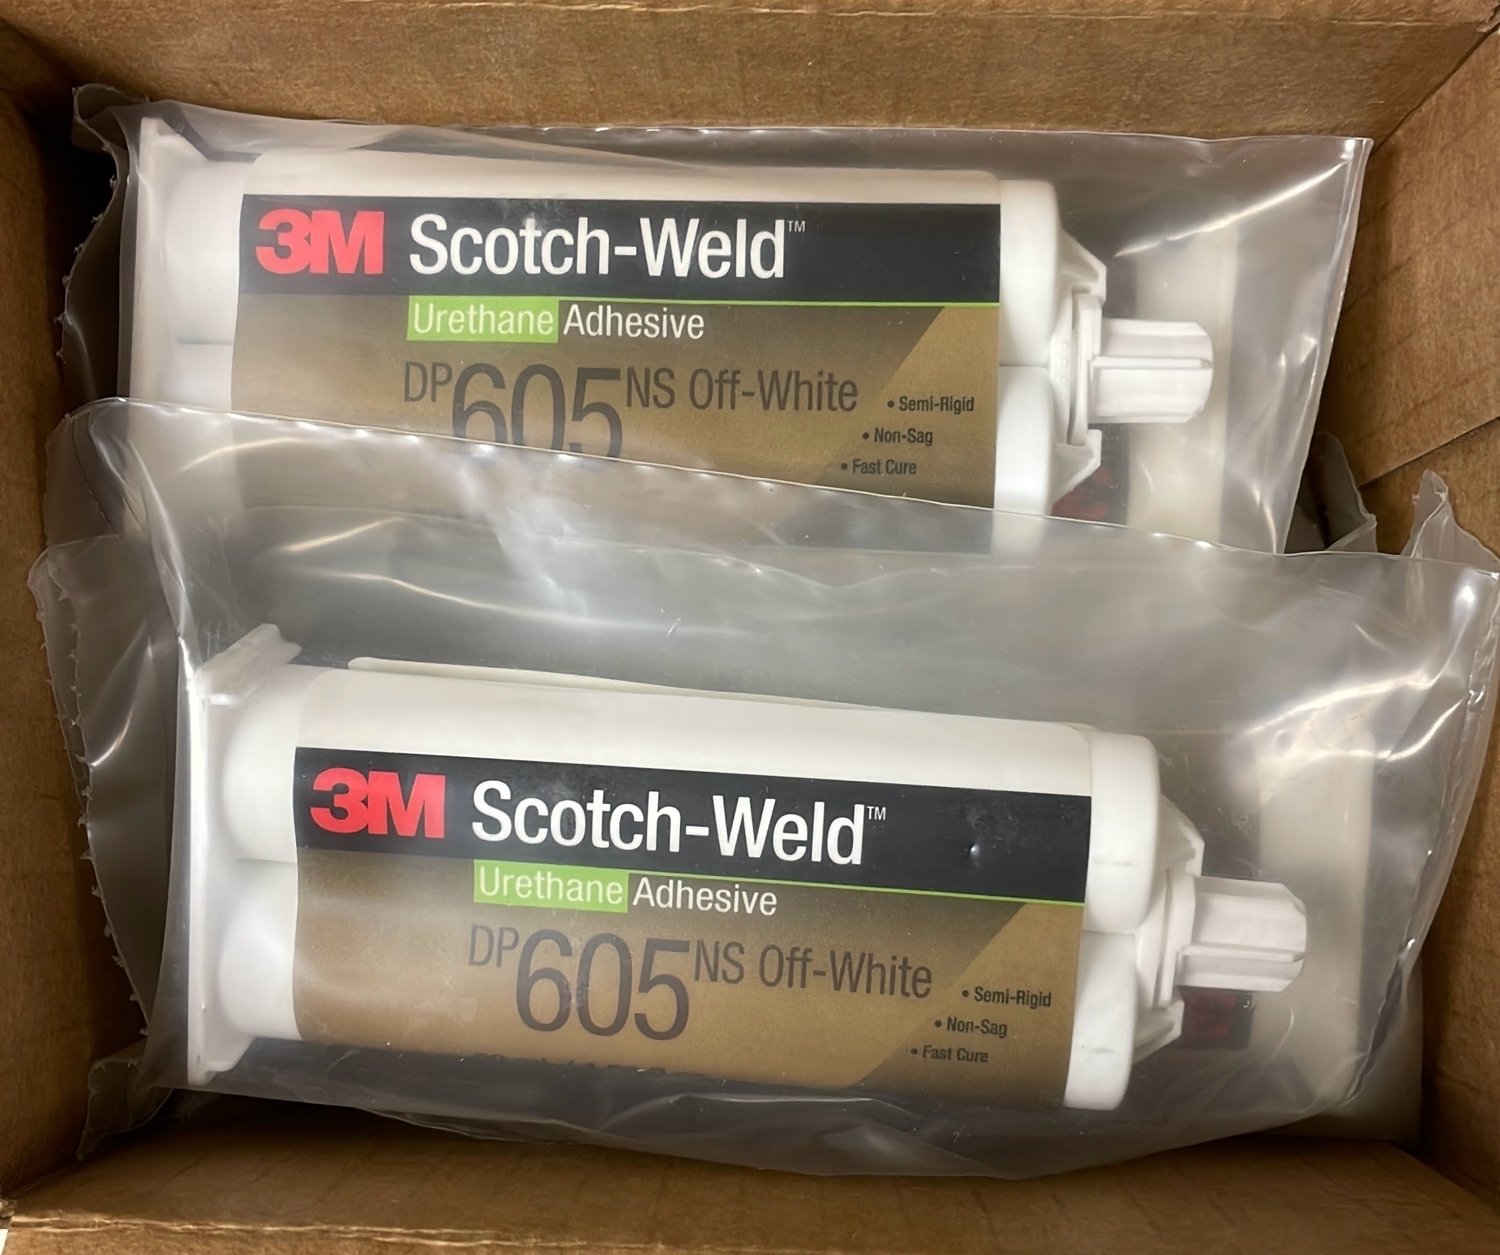 3M Scotch-Weld™
Urethane Adhesive
DP605NS Off-White
• Semi-Rigid
• Non-Sag
• Fast Cure
3M Scotch-Weld™
Urethane Adhesive
DP605NS Off-White
• Semi-Rigid
• Non-Sag
• Fast Cure